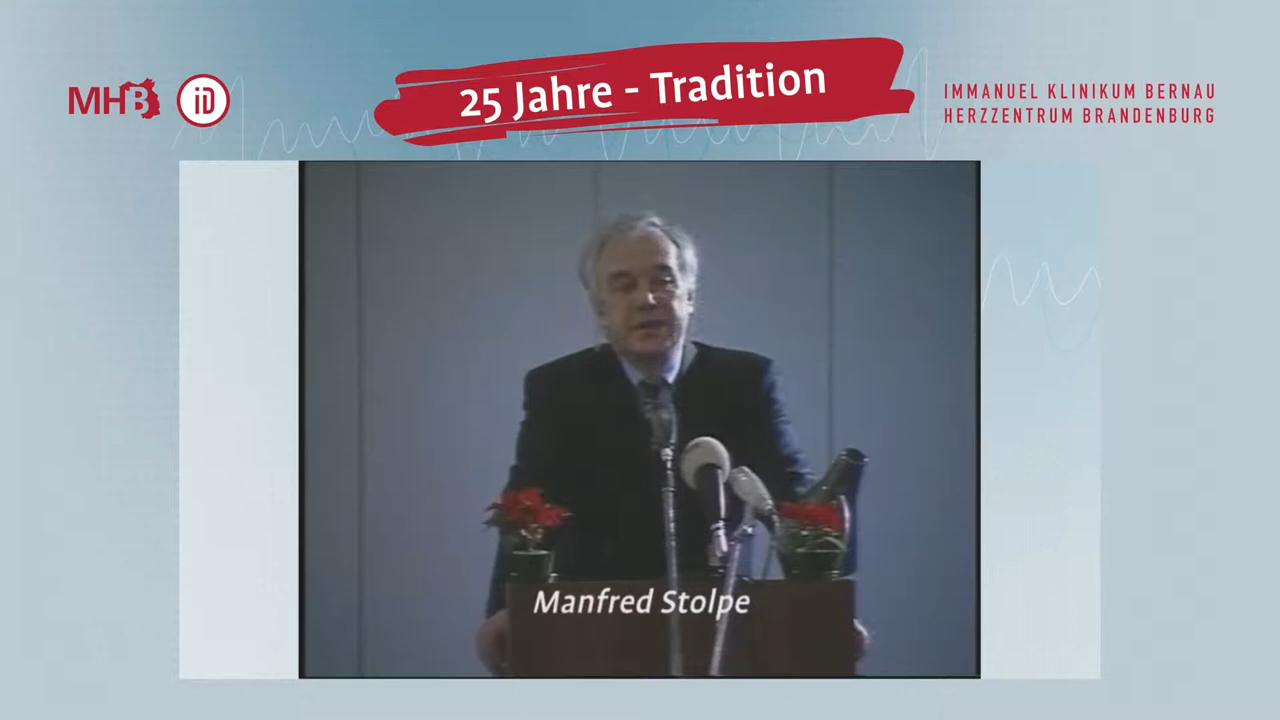 MHB
iD
25 Jahre - Tradition
IMMANUEL KLINIKUM BERNAU
HERZZENTRUM BRANDENBURG
Manfred Stolpe